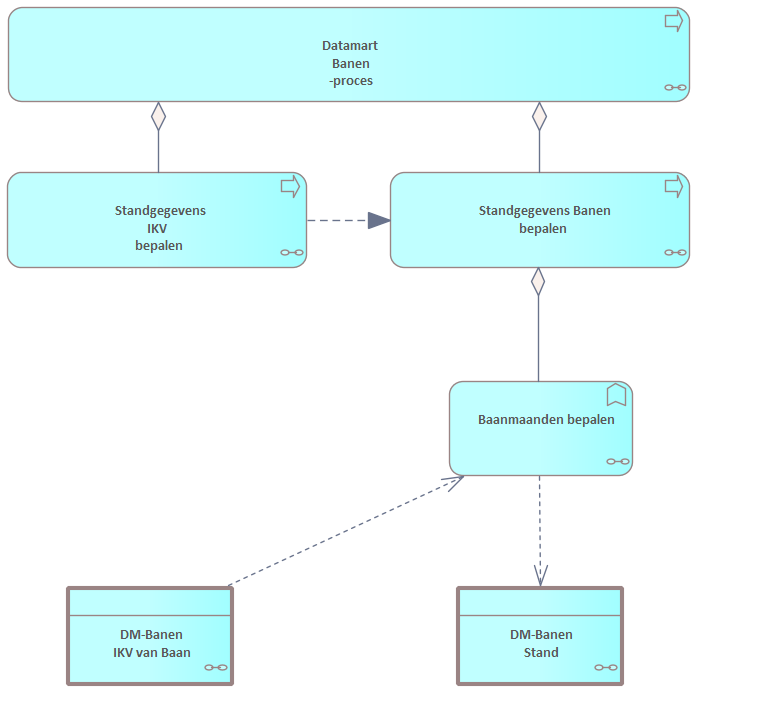 Datamart
Banen
-proces
Standgegevens
IKV
bepalen
Standgegevens Banen
bepalen
Baanmaanden bepalen
DM-Banen
IKV van Baan
DM-Banen
Stand